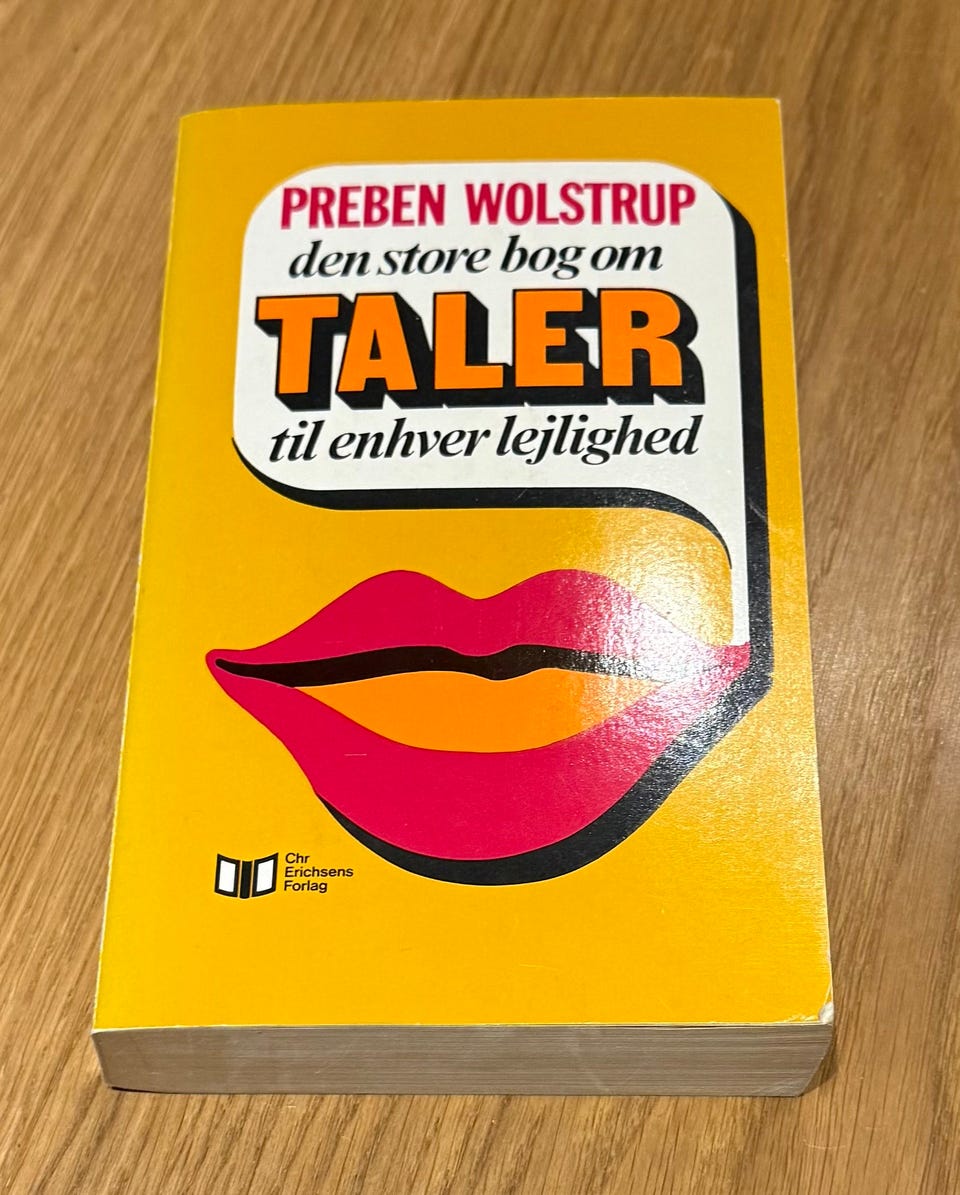 PREBEN WOLSTRUP
den store bog om
TALER
til enhver lejlighed
Chr
Erichsens
Forlag